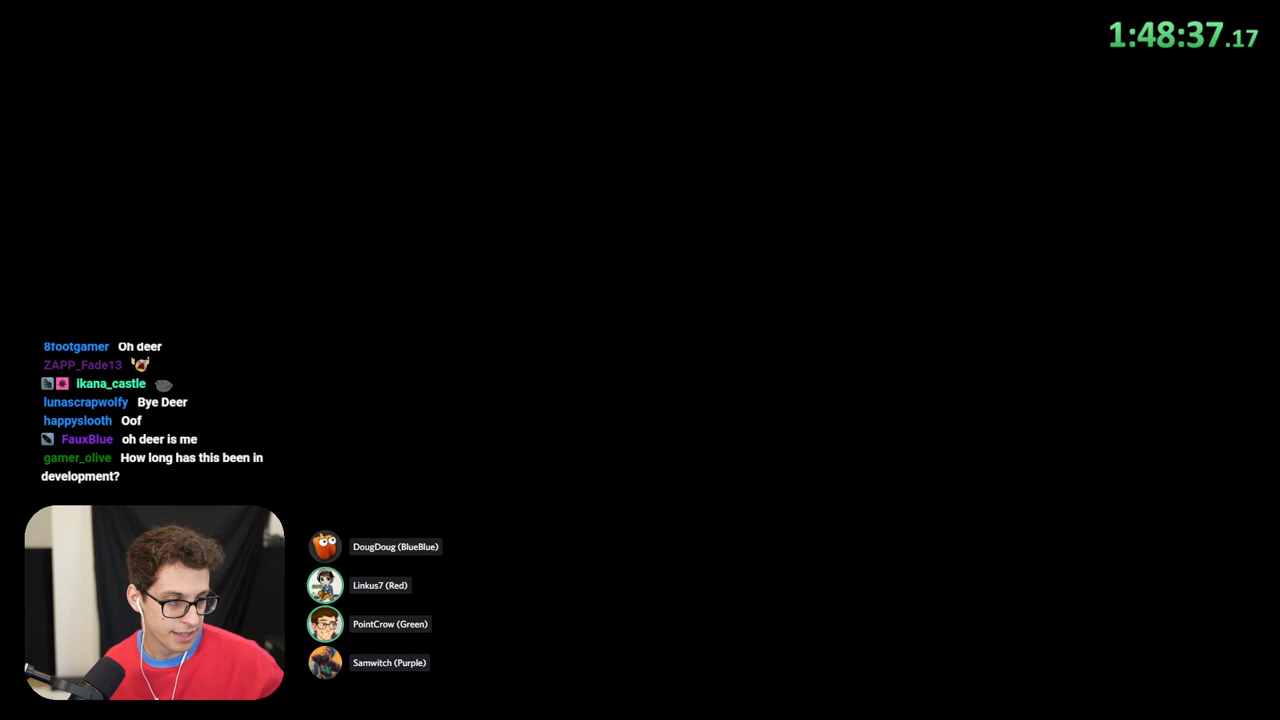 1:48:37.17
8footgamer Oh deer
ZAPP_Fade13
ikana_castle
lunascrapwolfy Bye Deer
happyslooth Oof
FauxBlue oh deer is me
gamer_olive How long has this been in
development?
DougDoug (BlueBlue)
Linkus7 (Red)
PointCrow (Green)
Samwitch (Purple)